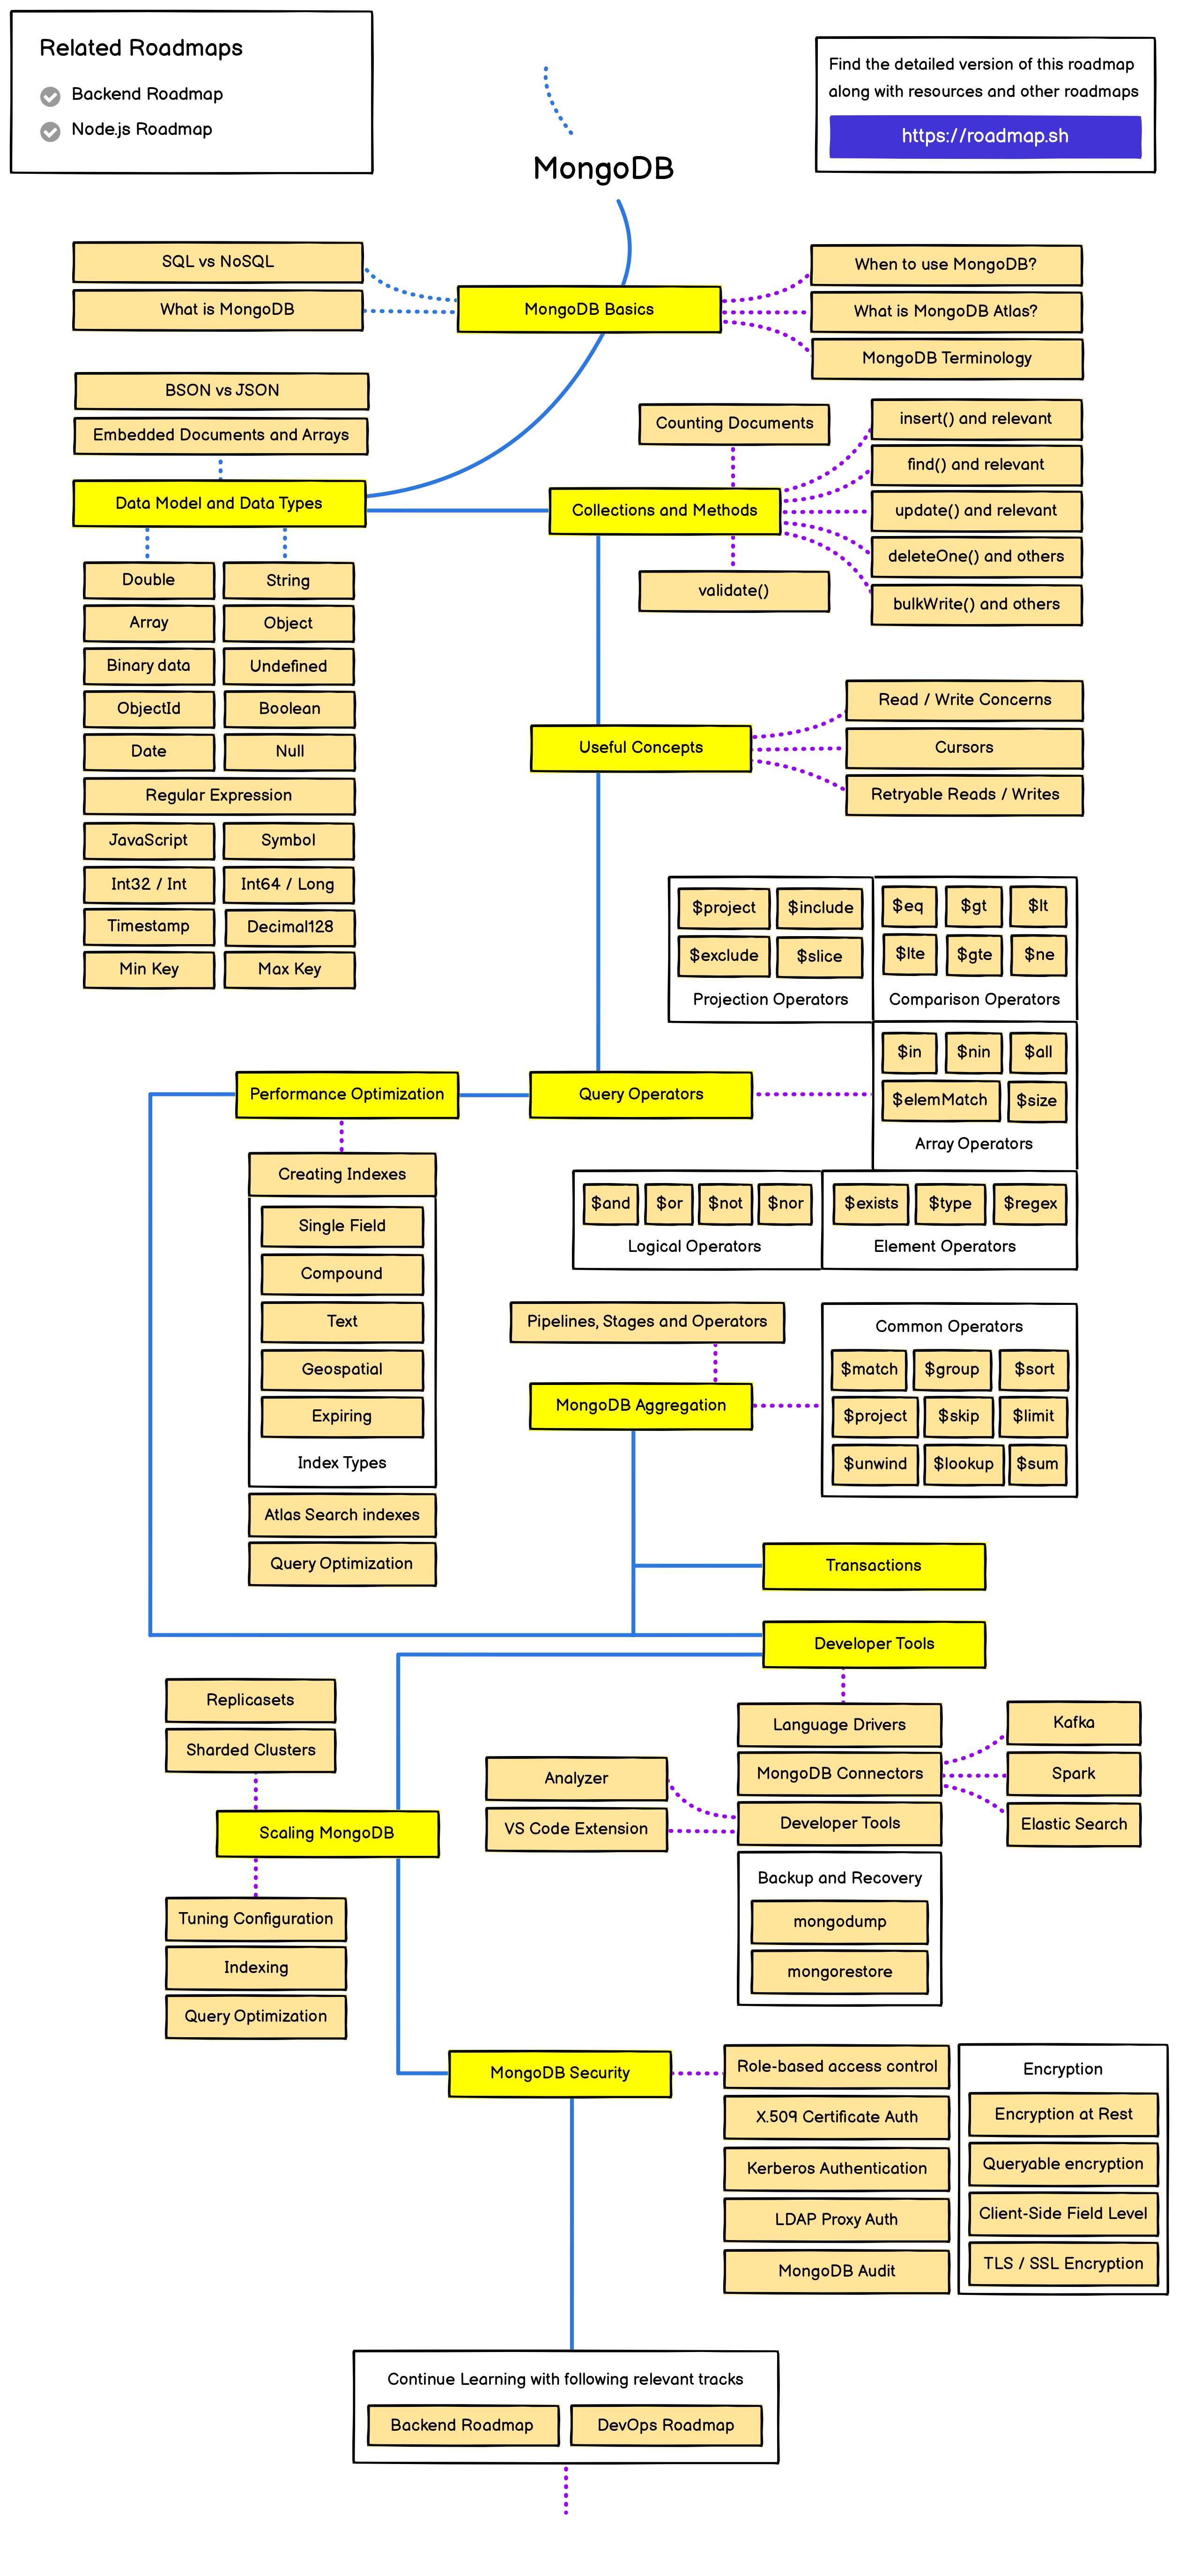 Related Roadmaps
Backend Roadmap
Node.js Roadmap
Find the detailed version of this roadmap
along with resources and other roadmaps
https://roadmap.sh
MongoDB
SQL vs NoSQL
What is MongoDB
MongoDB Basics
When to use MongoDB?
What is MongoDB Atlas?
MongoDB Terminology
BSON vs JSON
Embedded Documents and Arrays
Data Model and Data Types
Counting Documents
Collections and Methods
validate()
insert() and relevant
find() and relevant
update() and relevant
deleteOne() and others
bulkWrite() and others
Double
String
Array
Object
Binary data
Undefined
ObjectId
Boolean
Date
Null
Regular Expression
JavaScript
Symbol
Int32 / Int
Int64 / Long
Timestamp
Decimal128
Min Key
Max Key
Useful Concepts
Read / Write Concerns
Cursors
Retryable Reads / Writes
$project
$include
$exclude
$slice
Projection Operators
$eq
$gt
$lt
$lte
$gte
$ne
Comparison Operators
$in
$nin
$all
$elemMatch
$size
Array Operators
Performance Optimization
Query Operators
$and
$or
$not
$nor
Logical Operators
$exists
$type
$regex
Element Operators
Creating Indexes
Single Field
Compound
Text
Geospatial
Expiring
Index Types
Atlas Search indexes
Query Optimization
Pipelines, Stages and Operators
MongoDB Aggregation
Common Operators
$match
$group
$sort
$project
$skip
$limit
$unwind
$lookup
$sum
Transactions
Developer Tools
Replicasets
Sharded Clusters
Scaling MongoDB
Tuning Configuration
Indexing
Query Optimization
Language Drivers
MongoDB Connectors
Developer Tools
Kafka
Spark
Elastic Search
Analyzer
VS Code Extension
Backup and Recovery
mongodump
mongorestore
MongoDB Security
Role-based access control
X.509 Certificate Auth
Kerberos Authentication
LDAP Proxy Auth
MongoDB Audit
Encryption
Encryption at Rest
Queryable encryption
Client-Side Field Level
TLS / SSL Encryption
Continue Learning with following relevant tracks
Backend Roadmap
DevOps Roadmap